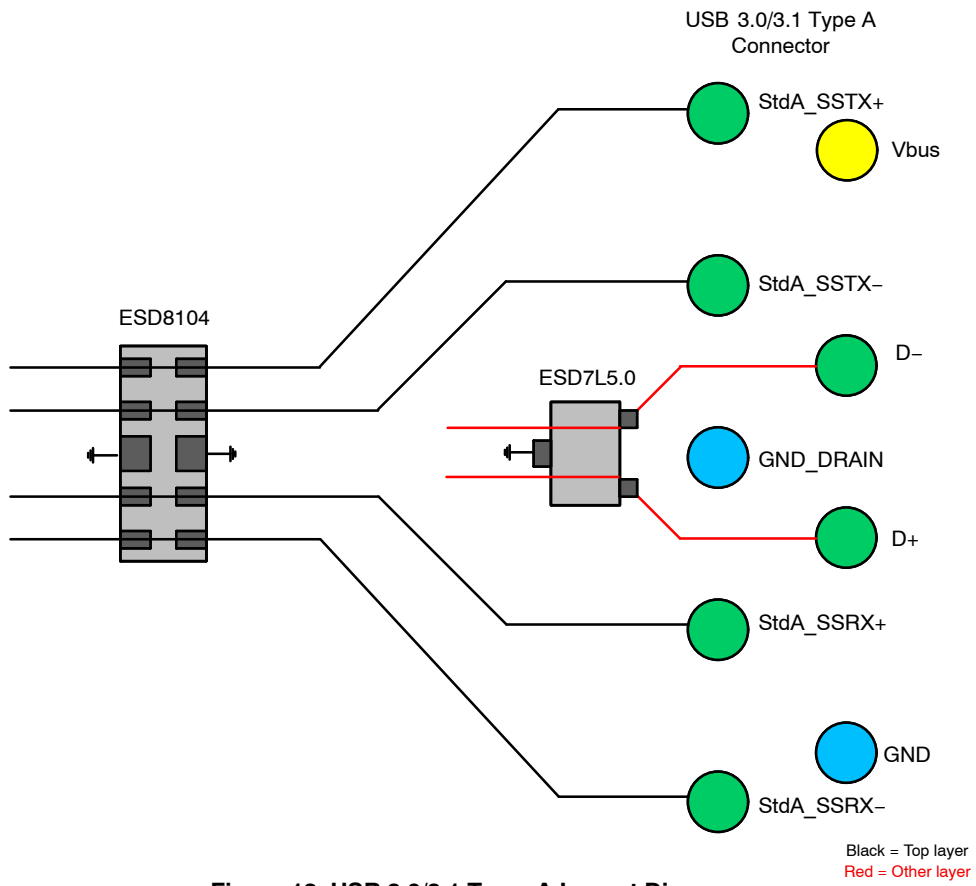 USB 3.0/3.1 Type A
Connector
StdA_SSTX+
Vbus
StdA_SSTX−
ESD8104
D−
ESD7L5.0
GND_DRAIN
D+
StdA_SSRX+
GND
StdA_SSRX−
Black = Top layer
Red = Other layer